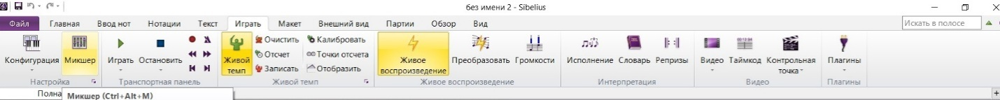 без имени 2 - Sibelius
Файл Главная Ввод нот Нотации Текст Играть Макет Внешний вид Партии Обзор Вид Искать в полосе
Очистить Калибровать
Конфигурация Микшер Играть Остановить Живой темп Отсчет Точки отсчета Живое воспроизведение Преобразовать Громкости Исполнение Словарь Репризы Видео Таймкод Контрольная точка Плагины
Записать Отобразить
Настройка Транспортная панель Живой темп Живое воспроизведение Интерпретация Видео Плагины
Полна
Микшер (Ctrl+Alt+M)